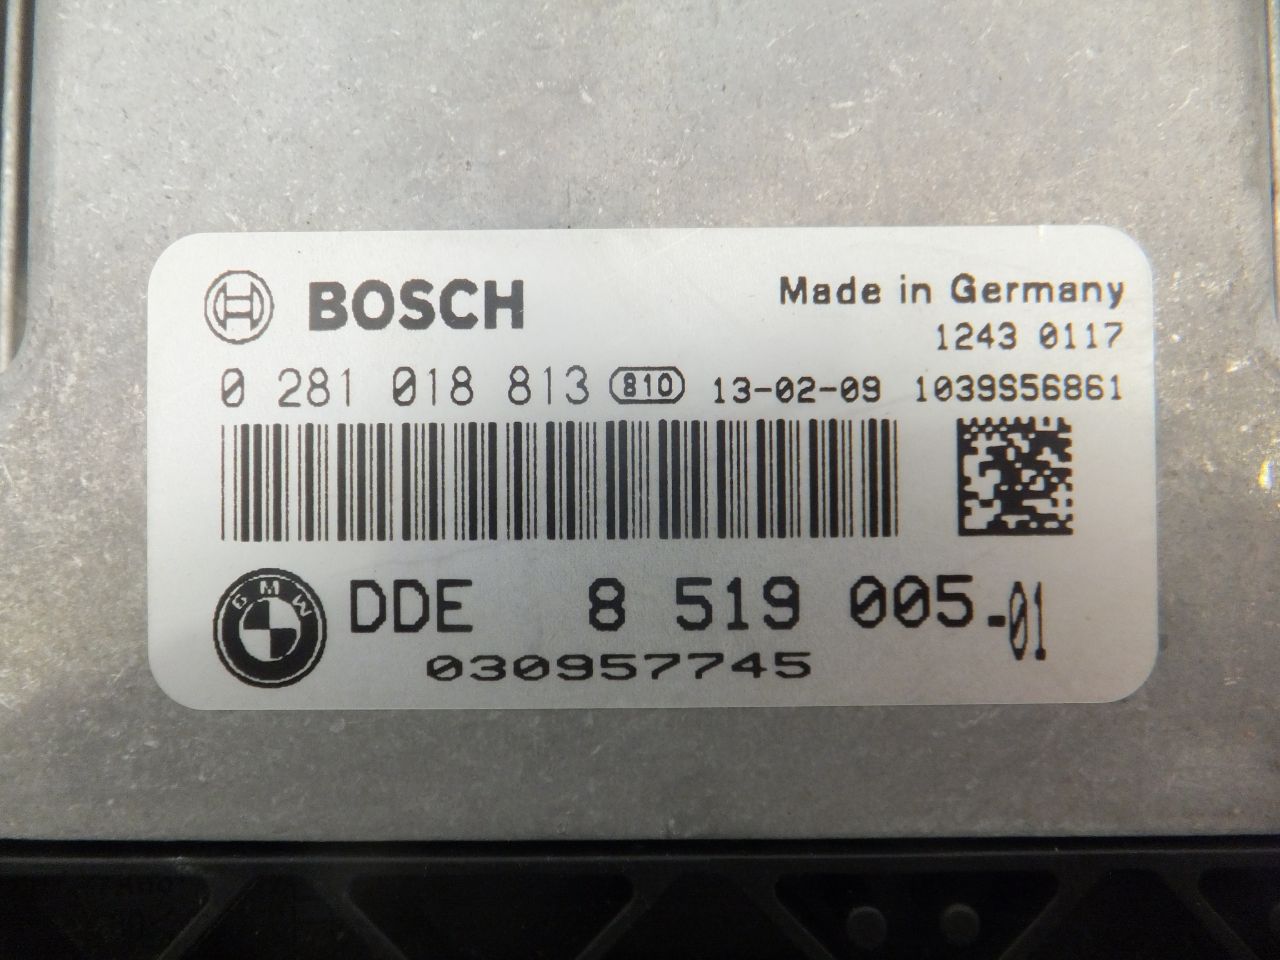 BOSCH
Made in Germany
1243 0117
0 281 018 813 810 13-02-09 1039S56861
BMW DDE 8 519 005-01
030957745